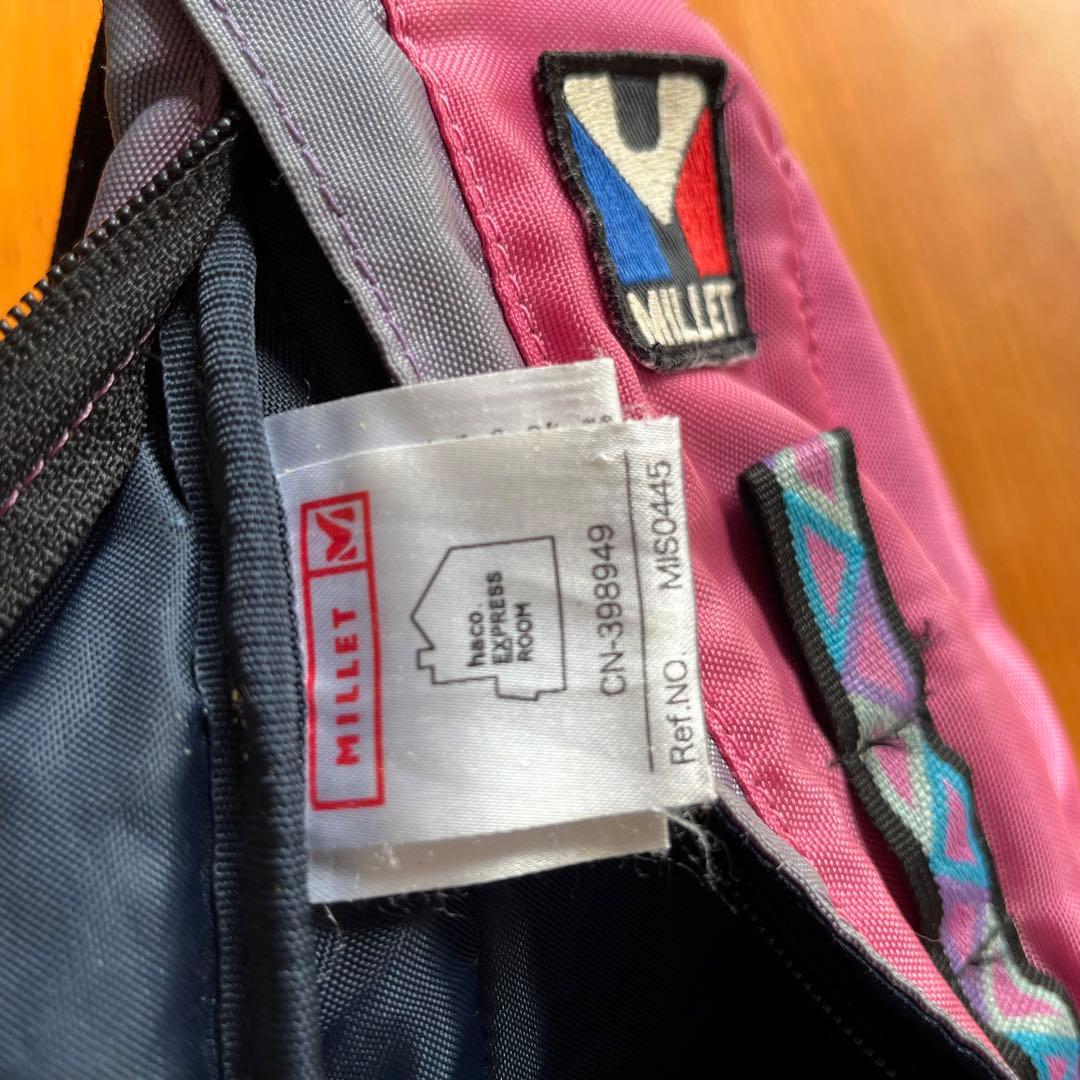 MILLET
MILLET
haco
EXPRESS
ROOM
CN-398949
Ref.NO. MIS0445